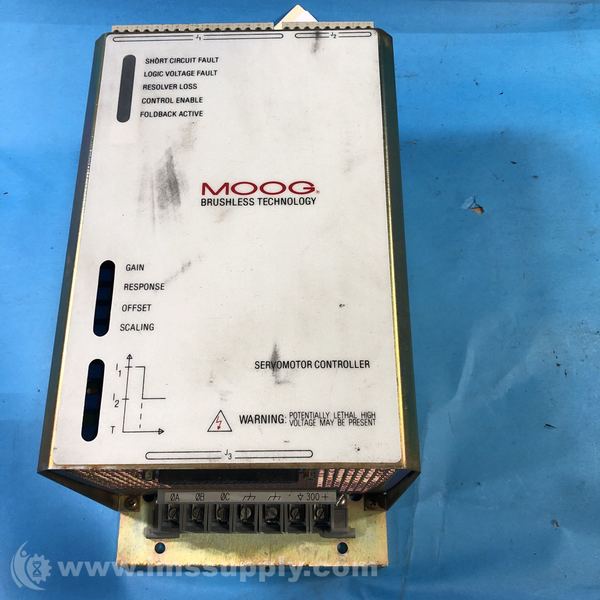 J1
J2
SHORT CIRCUIT FAULT
LOGIC VOLTAGE FAULT
RESOLVER LOSS
CONTROL ENABLE
FOLDBACK ACTIVE
MOOG®
BRUSHLESS TECHNOLOGY
GAIN
RESPONSE
OFFSET
SCALING
I1
I2
T
SERVOMOTOR CONTROLLER
WARNING: POTENTIALLY LETHAL HIGH
VOLTAGE MAY BE PRESENT
J3
ØA ØB ØC 300 +
www.imssupply.com